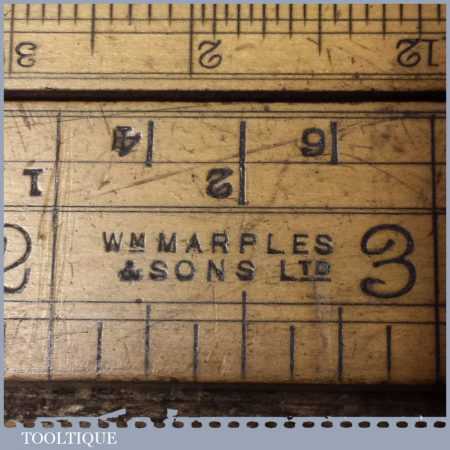 3 2 12
4 6
1 2
2 WM MARPLES 3
& SONS LTD
TOOLTIQUE